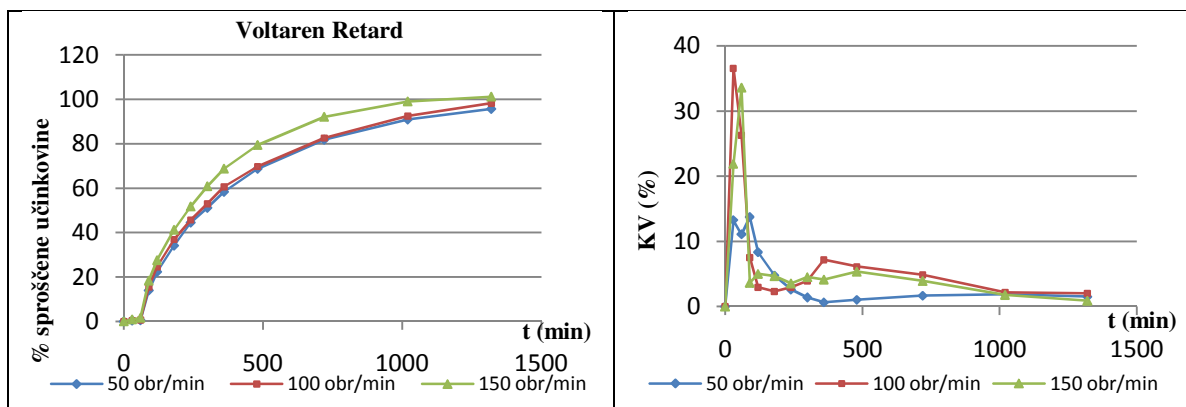 Voltaren Retard
% sproščene učinkovine
120
100
80
60
40
20
0
0
500
1000
1500
t (min)
50 obr/min
100 obr/min
150 obr/min
KV (%)
40
30
20
10
0
0
500
1000
1500
t (min)
50 obr/min
100 obr/min
150 obr/min